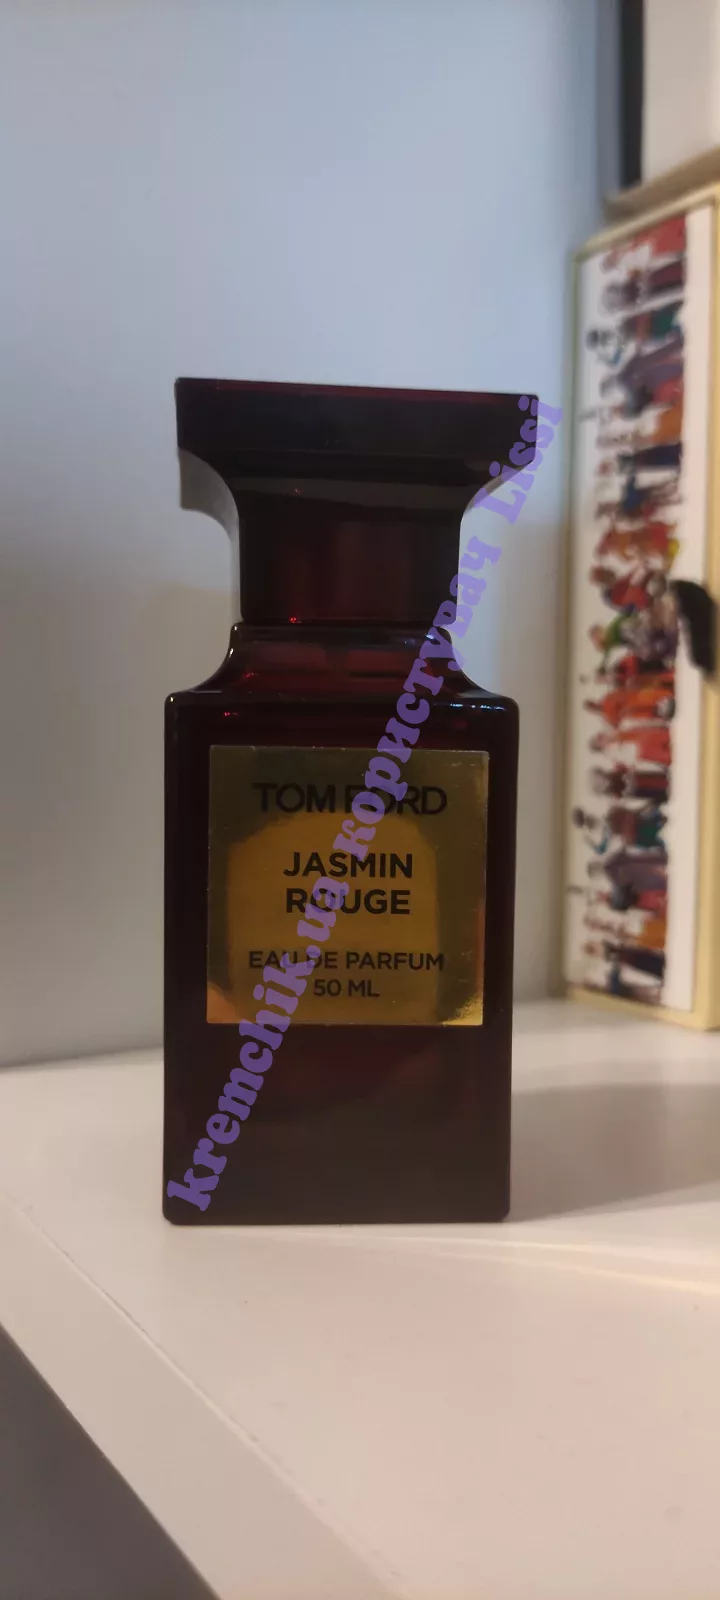 TOM FORD
JASMIN
ROUGE
EAU DE PARFUM
50 ML
kremchik.ua користувач Lissi